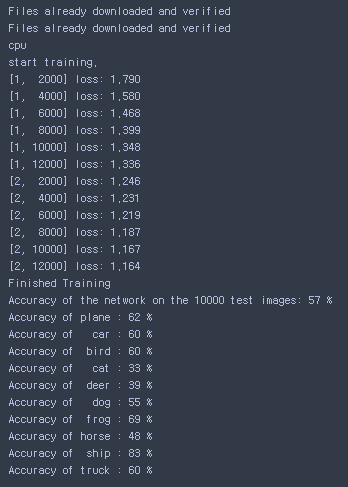 Files already downloaded and verified
Files already downloaded and verified
cpu
start training.
[1,  2000] loss: 1.790
[1,  4000] loss: 1.580
[1,  6000] loss: 1.468
[1,  8000] loss: 1.399
[1, 10000] loss: 1.348
[1, 12000] loss: 1.336
[2,  2000] loss: 1.246
[2,  4000] loss: 1.231
[2,  6000] loss: 1.219
[2,  8000] loss: 1.187
[2, 10000] loss: 1.167
[2, 12000] loss: 1.164
Finished Training
Accuracy of the network on the 10000 test images: 57 %
Accuracy of plane : 62 %
Accuracy of   car : 60 %
Accuracy of  bird : 60 %
Accuracy of   cat : 33 %
Accuracy of  deer : 39 %
Accuracy of   dog : 55 %
Accuracy of  frog : 69 %
Accuracy of horse : 48 %
Accuracy of  ship : 83 %
Accuracy of truck : 60 %